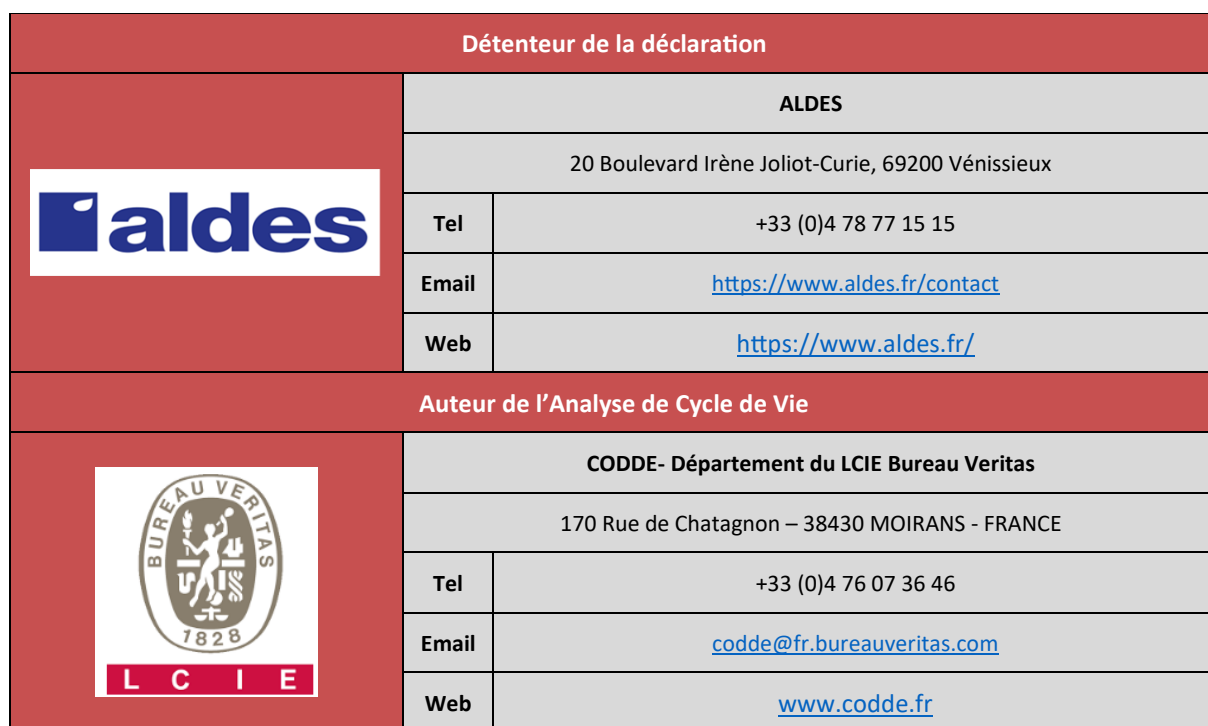 Détenteur de la déclaration
aldes
ALDES
20 Boulevard Irène Joliot-Curie, 69200 Vénissieux
Tel +33 (0)4 78 77 15 15
Email https://www.aldes.fr/contact
Web https://www.aldes.fr/
Auteur de l’Analyse de Cycle de Vie
BUREAU VERITAS
1828
L C I E
CODDE- Département du LCIE Bureau Veritas
170 Rue de Chatagnon – 38430 MOIRANS - FRANCE
Tel +33 (0)4 76 07 36 46
Email codde@fr.bureauveritas.com
Web www.codde.fr